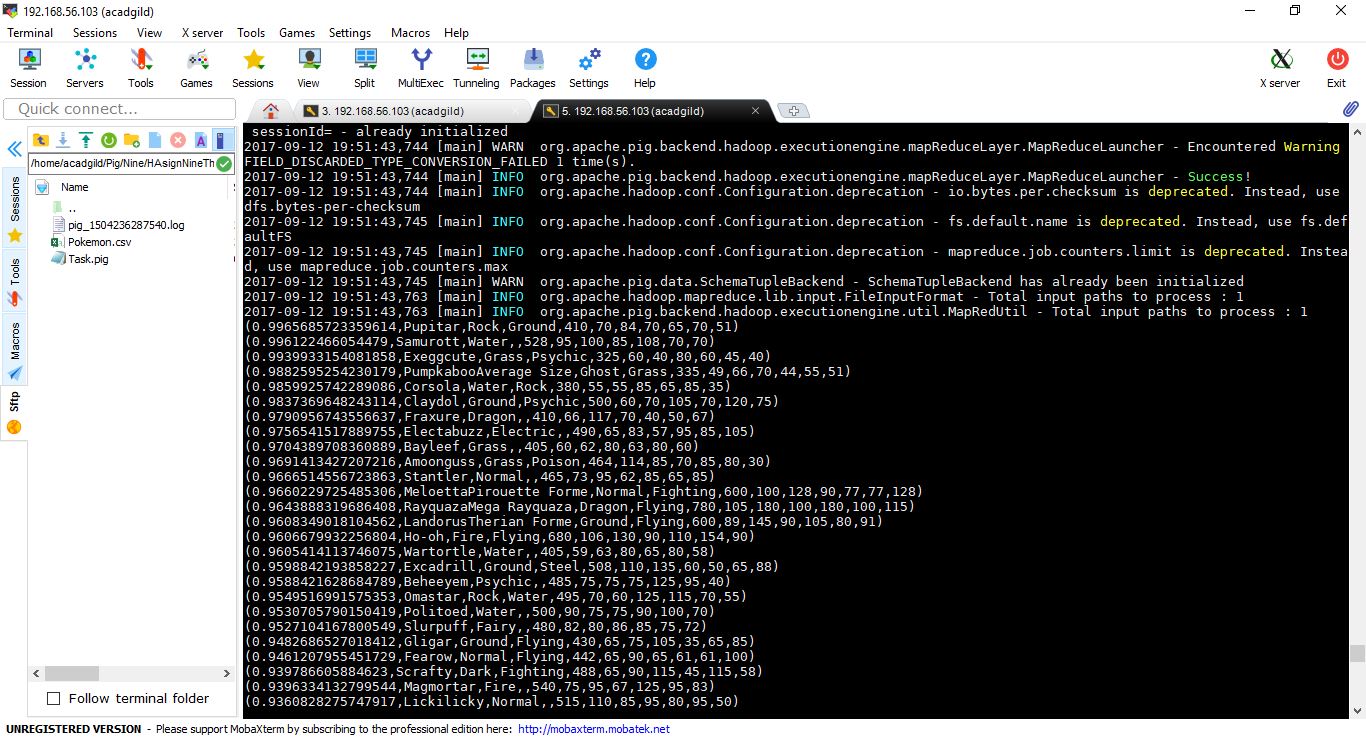 192.168.56.103 (acadgild)
Terminal Sessions View X server Tools Games Settings Macros Help
Session Servers Tools Games Sessions View Split MultiExec Tunneling Packages Settings Help X server Exit
Quick connect...
3. 192.168.56.103 (acadgild)
5. 192.168.56.103 (acadgild)
/home/acadgild/Pig/Nine/HAsignNineTh
Name
..
pig_1504236287540.log
Pokemon.csv
Task.pig
Sessions
Tools
Macros
Sftp
Follow terminal folder
sessionId= - already initialized
2017-09-12 19:51:43,744 [main] WARN  org.apache.pig.backend.hadoop.executionengine.mapReduceLayer.MapReduceLauncher - Encountered Warning
FIELD_DISCARDED_TYPE_CONVERSION_FAILED 1 time(s).
2017-09-12 19:51:43,744 [main] INFO  org.apache.pig.backend.hadoop.executionengine.mapReduceLayer.MapReduceLauncher - Success!
2017-09-12 19:51:43,745 [main] INFO  org.apache.hadoop.conf.Configuration.deprecation - io.bytes.per.checksum is deprecated. Instead, use
dfs.bytes-per-checksum
2017-09-12 19:51:43,745 [main] INFO  org.apache.hadoop.conf.Configuration.deprecation - fs.default.name is deprecated. Instead, use fs.def
aultFS
2017-09-12 19:51:43,745 [main] INFO  org.apache.hadoop.conf.Configuration.deprecation - mapreduce.job.counters.limit is deprecated. Instea
d, use mapreduce.job.counters.max
2017-09-12 19:51:43,745 [main] WARN  org.apache.pig.data.SchemaTupleBackend - SchemaTupleBackend has already been initialized
2017-09-12 19:51:43,763 [main] INFO  org.apache.hadoop.mapreduce.lib.input.FileInputFormat - Total input paths to process : 1
2017-09-12 19:51:43,763 [main] INFO  org.apache.pig.backend.hadoop.executionengine.util.MapRedUtil - Total input paths to process : 1
(0.9965685723359614,Pupitar,Rock,Ground,410,70,84,70,65,70,51)
(0.996122466054479,Samurott,Water,,528,95,100,85,108,70,70)
(0.9939933154081858,Exeggcute,Grass,Psychic,325,60,40,80,60,45,40)
(0.9882595254230179,PumpkabooAverage Size,Ghost,Grass,335,49,66,70,44,55,51)
(0.9859925742289086,Corsola,Water,Rock,380,55,55,85,65,85,35)
(0.9837369648243114,Claydol,Ground,Psychic,500,60,70,105,70,120,75)
(0.9790956743556637,Fraxure,Dragon,,410,66,117,70,40,50,67)
(0.9756541517889755,Electabuzz,Electric,,490,65,83,57,95,85,105)
(0.9704389708360889,Bayleef,Grass,,405,60,62,80,63,80,60)
(0.9691413427207216,Amoonguss,Grass,Poison,464,114,85,70,85,80,30)
(0.9666514556723863,Stantler,Normal,,465,73,95,62,85,65,85)
(0.9660229725485306,MeloettaPirouette Forme,Normal,Fighting,600,100,128,90,77,77,128)
(0.9643888319686408,RayquazaMega Rayquaza,Dragon,Flying,780,105,180,100,180,100,115)
(0.9608349018104562,LandorusTherian Forme,Ground,Flying,600,89,145,90,105,80,91)
(0.9606679932256804,Ho-oh,Fire,Flying,680,106,130,90,110,154,90)
(0.9605414113746075,Wartortle,Water,,405,59,63,80,65,80,58)
(0.9598842193858227,Excadrill,Ground,Steel,508,110,135,60,50,65,88)
(0.9588421628684789,Beheeyem,Psychic,,485,75,75,75,125,95,40)
(0.9549516991575353,Omastar,Rock,Water,495,70,60,125,115,70,55)
(0.9530705790150419,Politoed,Water,,500,90,75,75,90,100,70)
(0.9527104167800549,Slurpuff,Fairy,,480,82,80,86,85,75,72)
(0.9482686527018412,Gligar,Ground,Flying,430,65,75,105,35,65,85)
(0.9461207955451729,Fearow,Normal,Flying,442,65,90,65,61,61,100)
(0.939786605884623,Scrafty,Dark,Fighting,488,65,90,115,45,115,58)
(0.9396334132799544,Magmortar,Fire,,540,75,95,67,125,95,83)
(0.9360828275747917,Lickilicky,Normal,,515,110,85,95,80,95,50)
UNREGISTERED VERSION - Please support MobaXterm by subscribing to the professional edition here: http://mobaxterm.mobatek.net